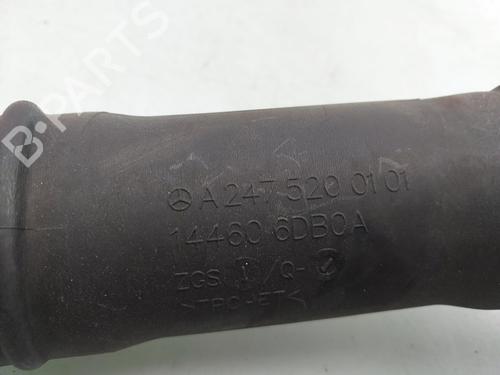 B-PARTS
A 247 520 01 01
14460 6DB0A
ZGS 1 /Q-
>TPC-ET<